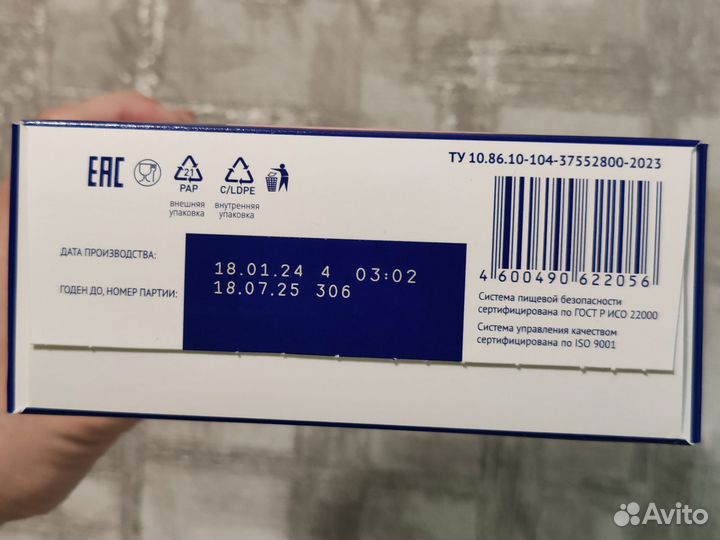 ТУ 10.86.10-104-37552800-2023
ЕАС
21
PAP
внешняя
упаковка
C/LDPE
внутренняя
упаковка
ДАТА ПРОИЗВОДСТВА:
18.01.24 4 03:02
ГОДЕН ДО, НОМЕР ПАРТИИ:
18.07.25 306
4 600490 622056
Система пищевой безопасности
сертифицирована по ГОСТ Р ИСО 22000
Система управления качеством
сертифицирована по ISO 9001
Avito